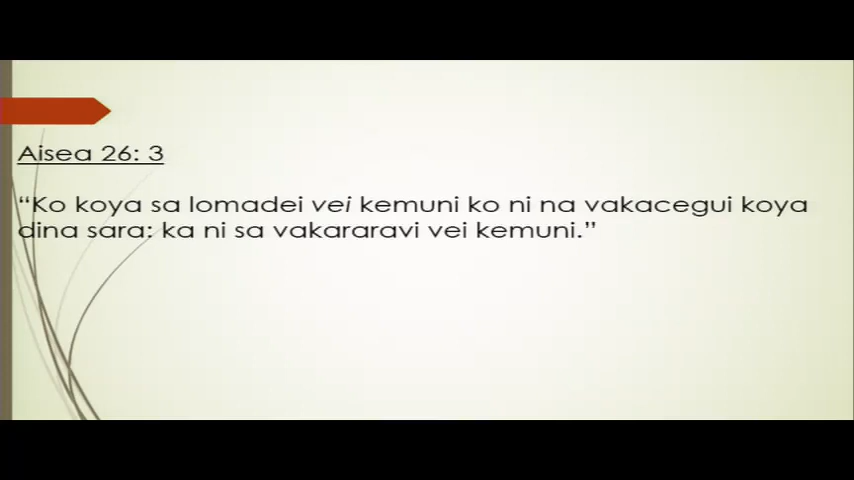 Aisea 26: 3
“Ko koya sa lomadei vei kemuni ko ni na vakacegui koya
dina sara: ka ni sa vakararavi vei kemuni.”